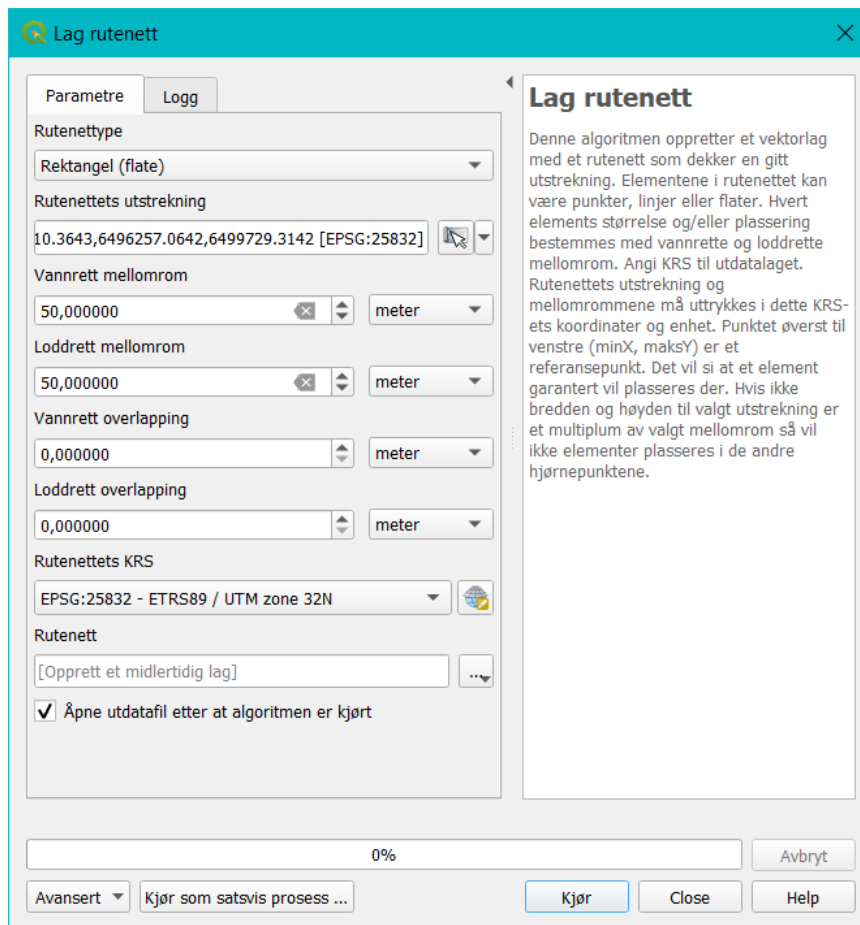 Lag rutenett
Parametre
Logg
Rutenettype
Rektangel (flate)
Rutenettets utstrekning
10.3643,6496257.0642,6499729.3142 [EPSG:25832]
Vannrett mellomrom
50,000000
meter
Loddrett mellomrom
50,000000
meter
Vannrett overlapping
0,000000
meter
Loddrett overlapping
0,000000
meter
Rutenettets KRS
EPSG:25832 - ETRS89 / UTM zone 32N
Rutenett
[Opprett et midlertidig lag]
...
Åpne utdatafil etter at algoritmen er kjørt
Lag rutenett
Denne algoritmen oppretter et vektorlag
med et rutenett som dekker en gitt
utstrekning. Elementene i rutenettet kan
være punkter, linjer eller flater. Hvert
elements størrelse og/eller plassering
bestemmes med vannrette og loddrette
mellomrom. Angi KRS til utdatalaget.
Rutenettets utstrekning og
mellomrommene må uttrykkes i dette KRS-
ets koordinater og enhet. Punktet øverst til
venstre (minX, maksY) er et
referansepunkt. Det vil si at et element
garantert vil plasseres der. Hvis ikke
bredden og høyden til valgt utstrekning er
et multiplum av valgt mellomrom så vil
ikke elementer plasseres i de andre
hjørnepunktene.
0%
Avbryt
Avansert
Kjør som satsvis prosess ...
Kjør
Close
Help